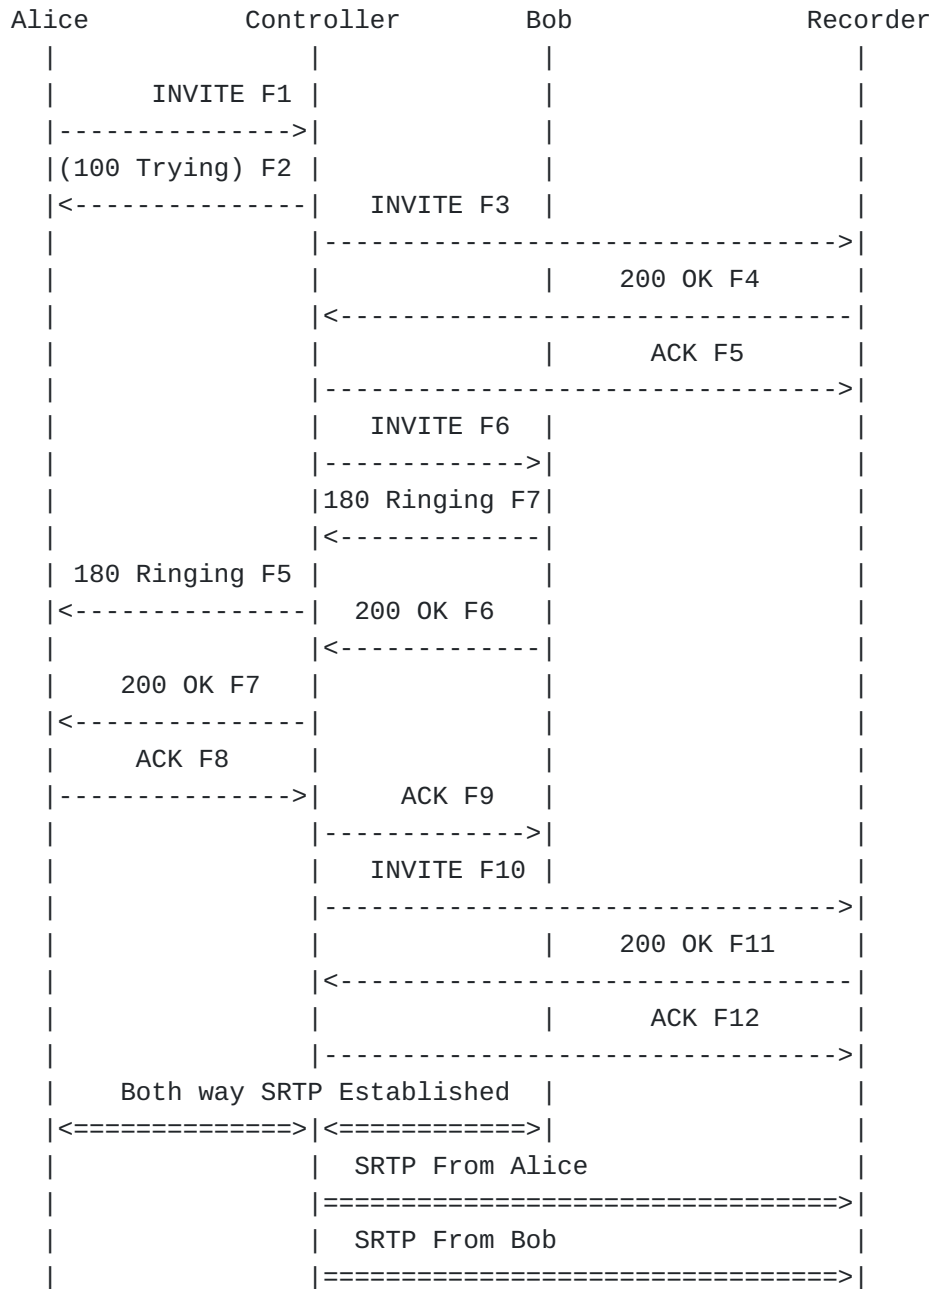 Alice          Controller        Bob               Recorder
  |                |              |                   |
  |      INVITE F1 |              |                   |
  |--------------->|              |                   |
  |(100 Trying) F2 |              |                   |
  |<---------------|   INVITE F3  |                   |
  |                |--------------------------------->|
  |                |              |    200 OK F4      |
  |                |<---------------------------------|
  |                |              |      ACK F5       |
  |                |--------------------------------->|
  |                |   INVITE F6  |                   |
  |                |------------->|                   |
  |                |180 Ringing F7|                   |
  |                |<-------------|                   |
  | 180 Ringing F5 |              |                   |
  |<---------------|  200 OK F6   |                   |
  |                |<-------------|                   |
  |    200 OK F7   |              |                   |
  |<---------------|              |                   |
  |     ACK F8     |              |                   |
  |--------------->|     ACK F9   |                   |
  |                |------------->|                   |
  |                |   INVITE F10 |                   |
  |                |--------------------------------->|
  |                |              |    200 OK F11     |
  |                |<---------------------------------|
  |                |              |      ACK F12      |
  |                |--------------------------------->|
  |    Both way SRTP Established  |                   |
  |<==============>|<============>|                   |
  |                |  SRTP From Alice                 |
  |                |=================================>|
  |                |  SRTP From Bob                   |
  |                |=================================>|